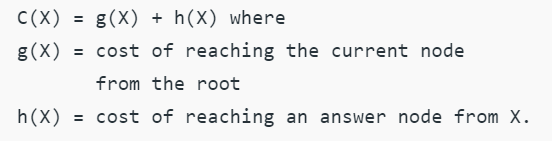 C(X) = g(X) + h(X) where
g(X) = cost of reaching the current node
from the root
h(X) = cost of reaching an answer node from X.